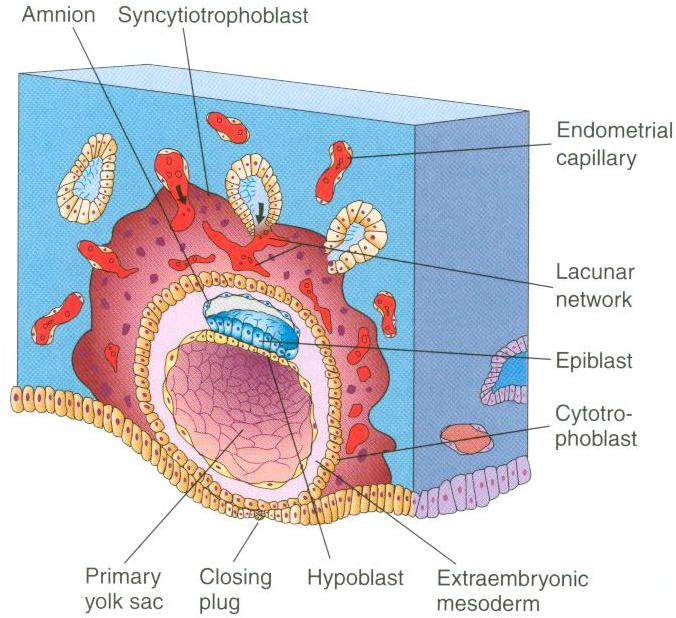 Amnion
Syncytiotrophoblast
Endometrial
capillary
Lacunar
network
Epiblast
Cytotro-
phoblast
Primary
yolk sac
Closing
plug
Hypoblast
Extraembryonic
mesoderm